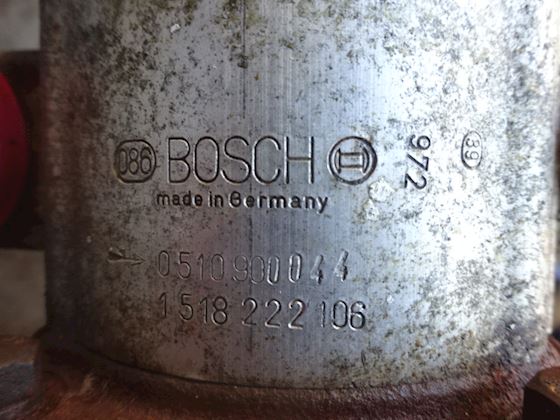 086 BOSCH 972 39
made in Germany
0 510 900 044
1 518 222 106